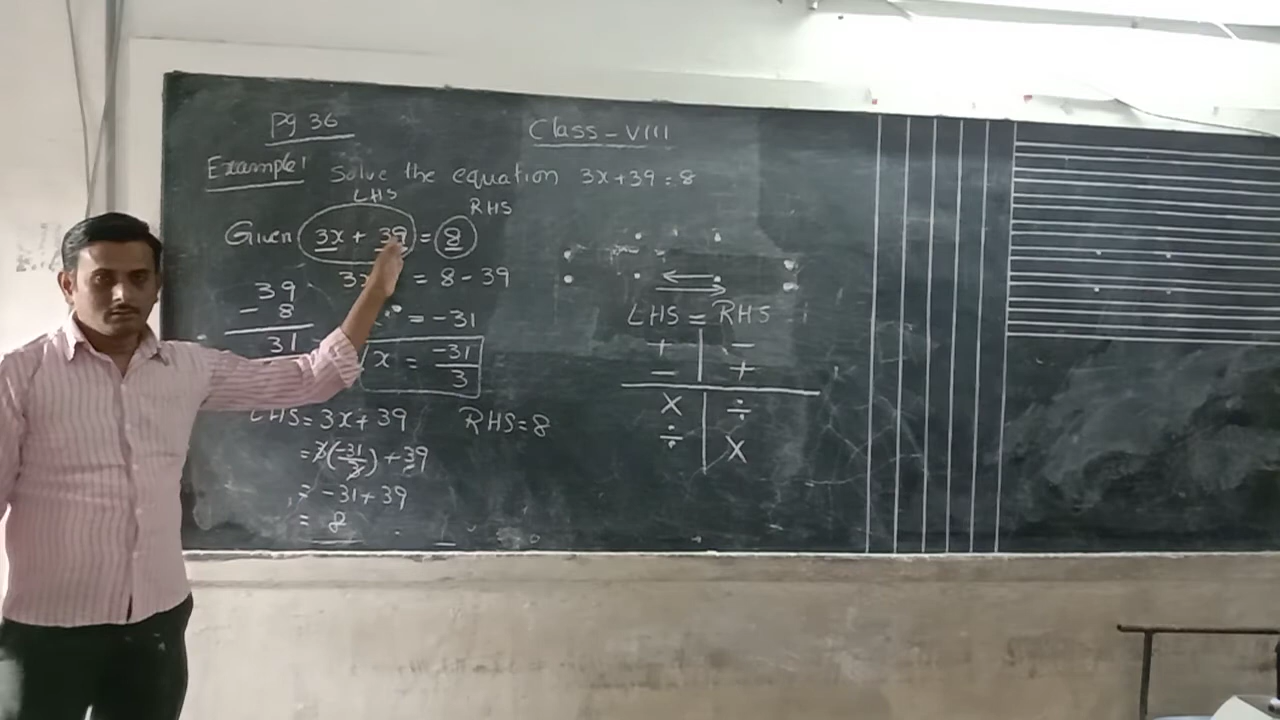 Pg 36
Class - VIII
Example 1 Solve the equation 3x+39=8
LHS
RHS
Given 3x + 39 = 8
3x = 8 - 39
39
- 8
31
= -31
x = -31/3
LHS = RHS
+ | -
- | +
× | ÷
÷ | ×
LHS = 3x + 39 RHS = 8
= 3(-31/3) + 39
= -31 + 39
= 8